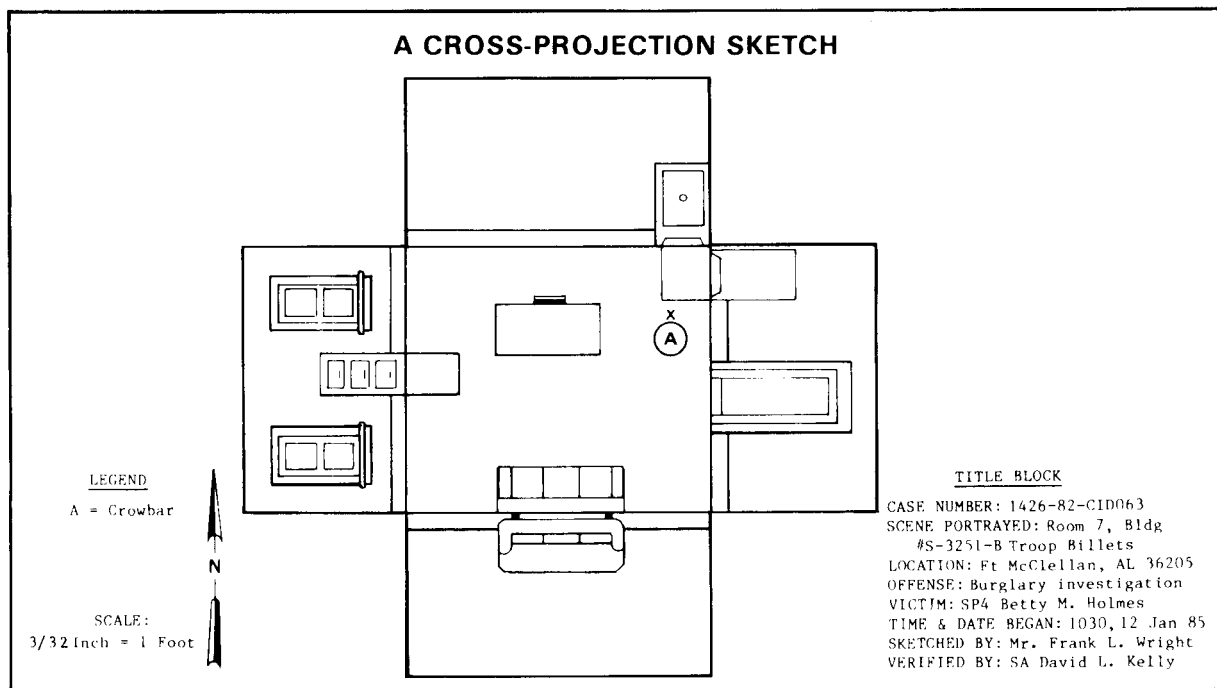 A CROSS-PROJECTION SKETCH
X
A
LEGEND
A = Crowbar
N
SCALE:
3/32 Inch = 1 Foot
TITLE BLOCK
CASE NUMBER: 1426-82-CID063
SCENE PORTRAYED: Room 7, Bldg
#S-3251-B Troop Billets
LOCATION: Ft McClellan, AL 36205
OFFENSE: Burglary investigation
VICTIM: SP4 Betty M. Holmes
TIME & DATE BEGAN: 1030, 12 Jan 85
SKETCHED BY: Mr. Frank L. Wright
VERIFIED BY: SA David L. Kelly